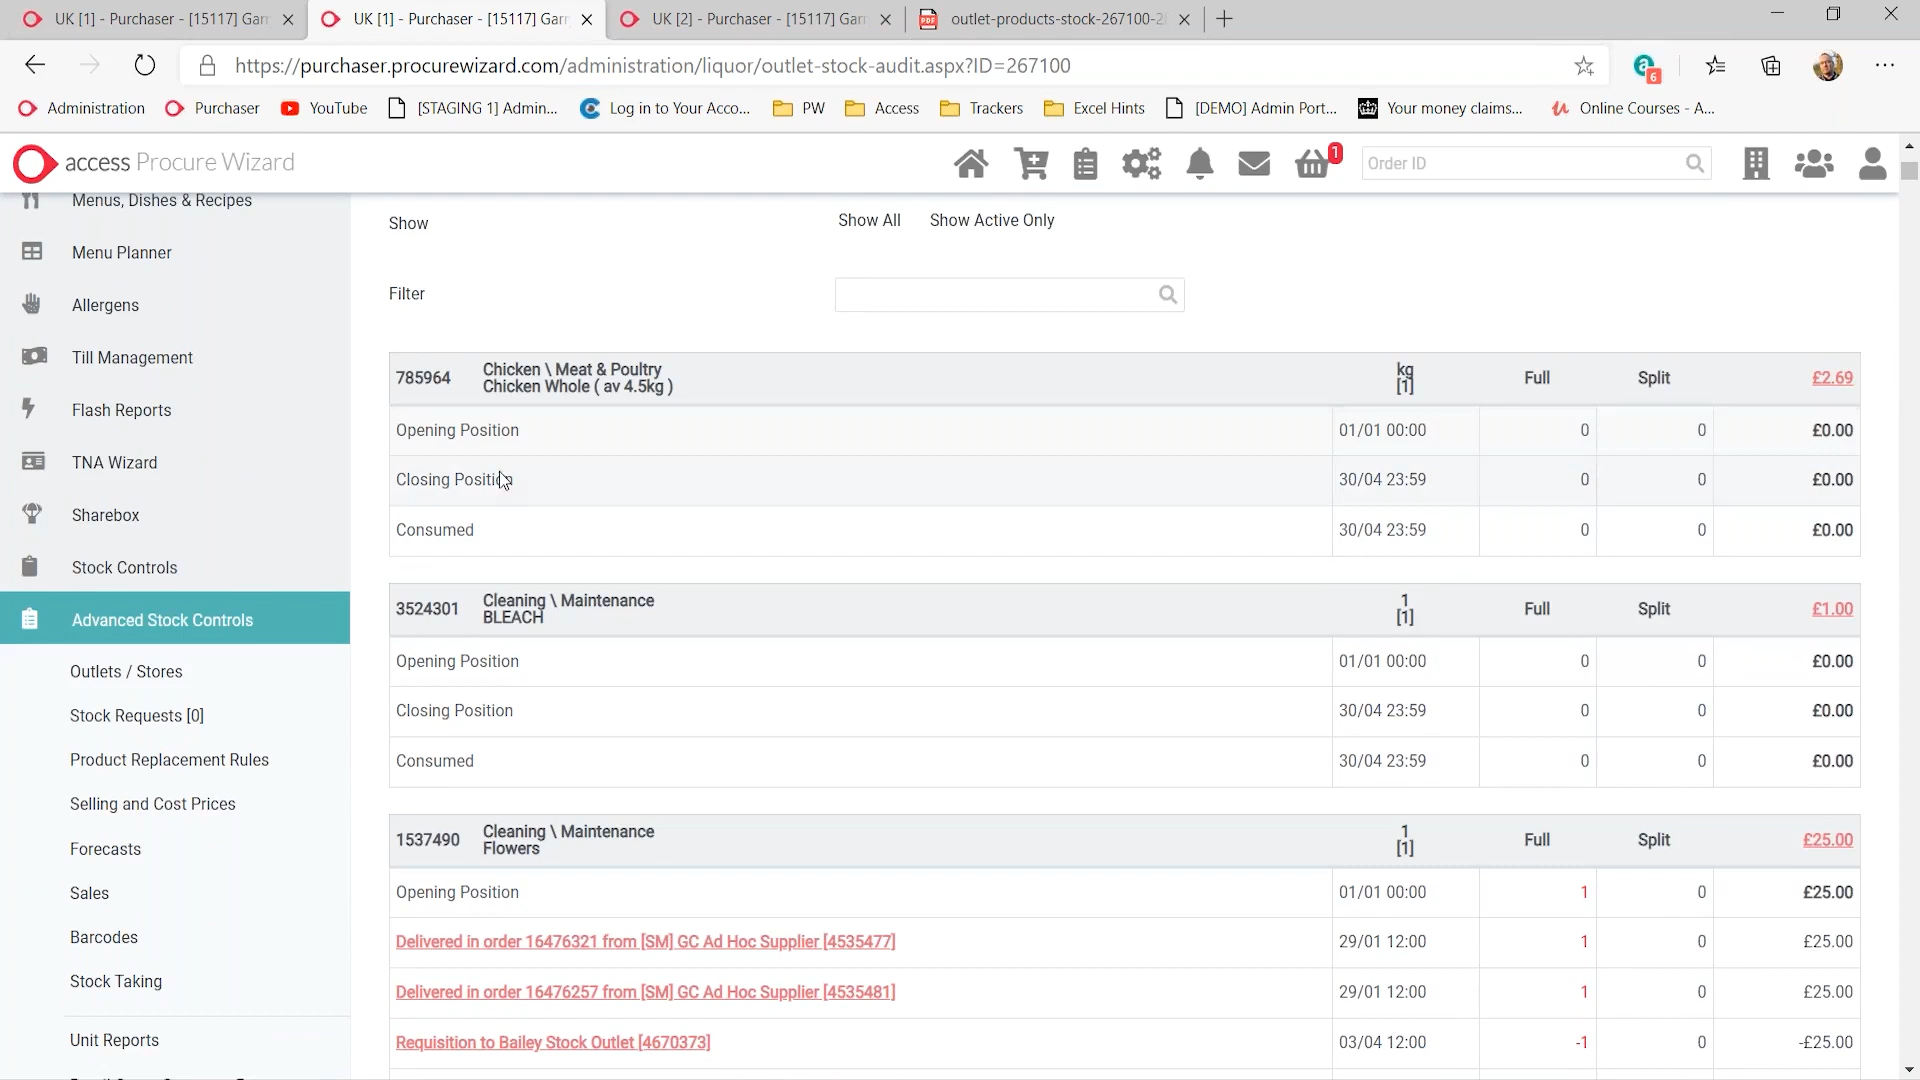 UK [1] - Purchaser - [15117] Gar
UK [1] - Purchaser - [15117] Gar
UK [2] - Purchaser - [15117] Gar
PDF
outlet-products-stock-267100-2
https://purchaser.procurewizard.com/administration/liquor/outlet-stock-audit.aspx?ID=267100
a
6
Administration
Purchaser
YouTube
[STAGING 1] Admin...
Log in to Your Acco...
PW
Access
Trackers
Excel Hints
[DEMO] Admin Port...
Your money claims...
Online Courses - A...
access Procure Wizard
1
Order ID
Menus, Dishes & Recipes
Menu Planner
Allergens
Till Management
Flash Reports
TNA Wizard
Sharebox
Stock Controls
Advanced Stock Controls
Outlets / Stores
Stock Requests [0]
Product Replacement Rules
Selling and Cost Prices
Forecasts
Sales
Barcodes
Stock Taking
Unit Reports
Show Show All Show Active Only
Filter
785964 Chicken \ Meat & Poultry kg Full Split £2.69
Chicken Whole ( av 4.5kg ) [1]
Opening Position 01/01 00:00 0 0 £0.00
Closing Position 30/04 23:59 0 0 £0.00
Consumed 30/04 23:59 0 0 £0.00
3524301 Cleaning \ Maintenance 1 Full Split £1.00
BLEACH [1]
Opening Position 01/01 00:00 0 0 £0.00
Closing Position 30/04 23:59 0 0 £0.00
Consumed 30/04 23:59 0 0 £0.00
1537490 Cleaning \ Maintenance 1 Full Split £25.00
Flowers [1]
Opening Position 01/01 00:00 1 0 £25.00
Delivered in order 16476321 from [SM] GC Ad Hoc Supplier [4535477] 29/01 12:00 1 0 £25.00
Delivered in order 16476257 from [SM] GC Ad Hoc Supplier [4535481] 29/01 12:00 1 0 £25.00
Requisition to Bailey Stock Outlet [4670373] 03/04 12:00 -1 0 -£25.00